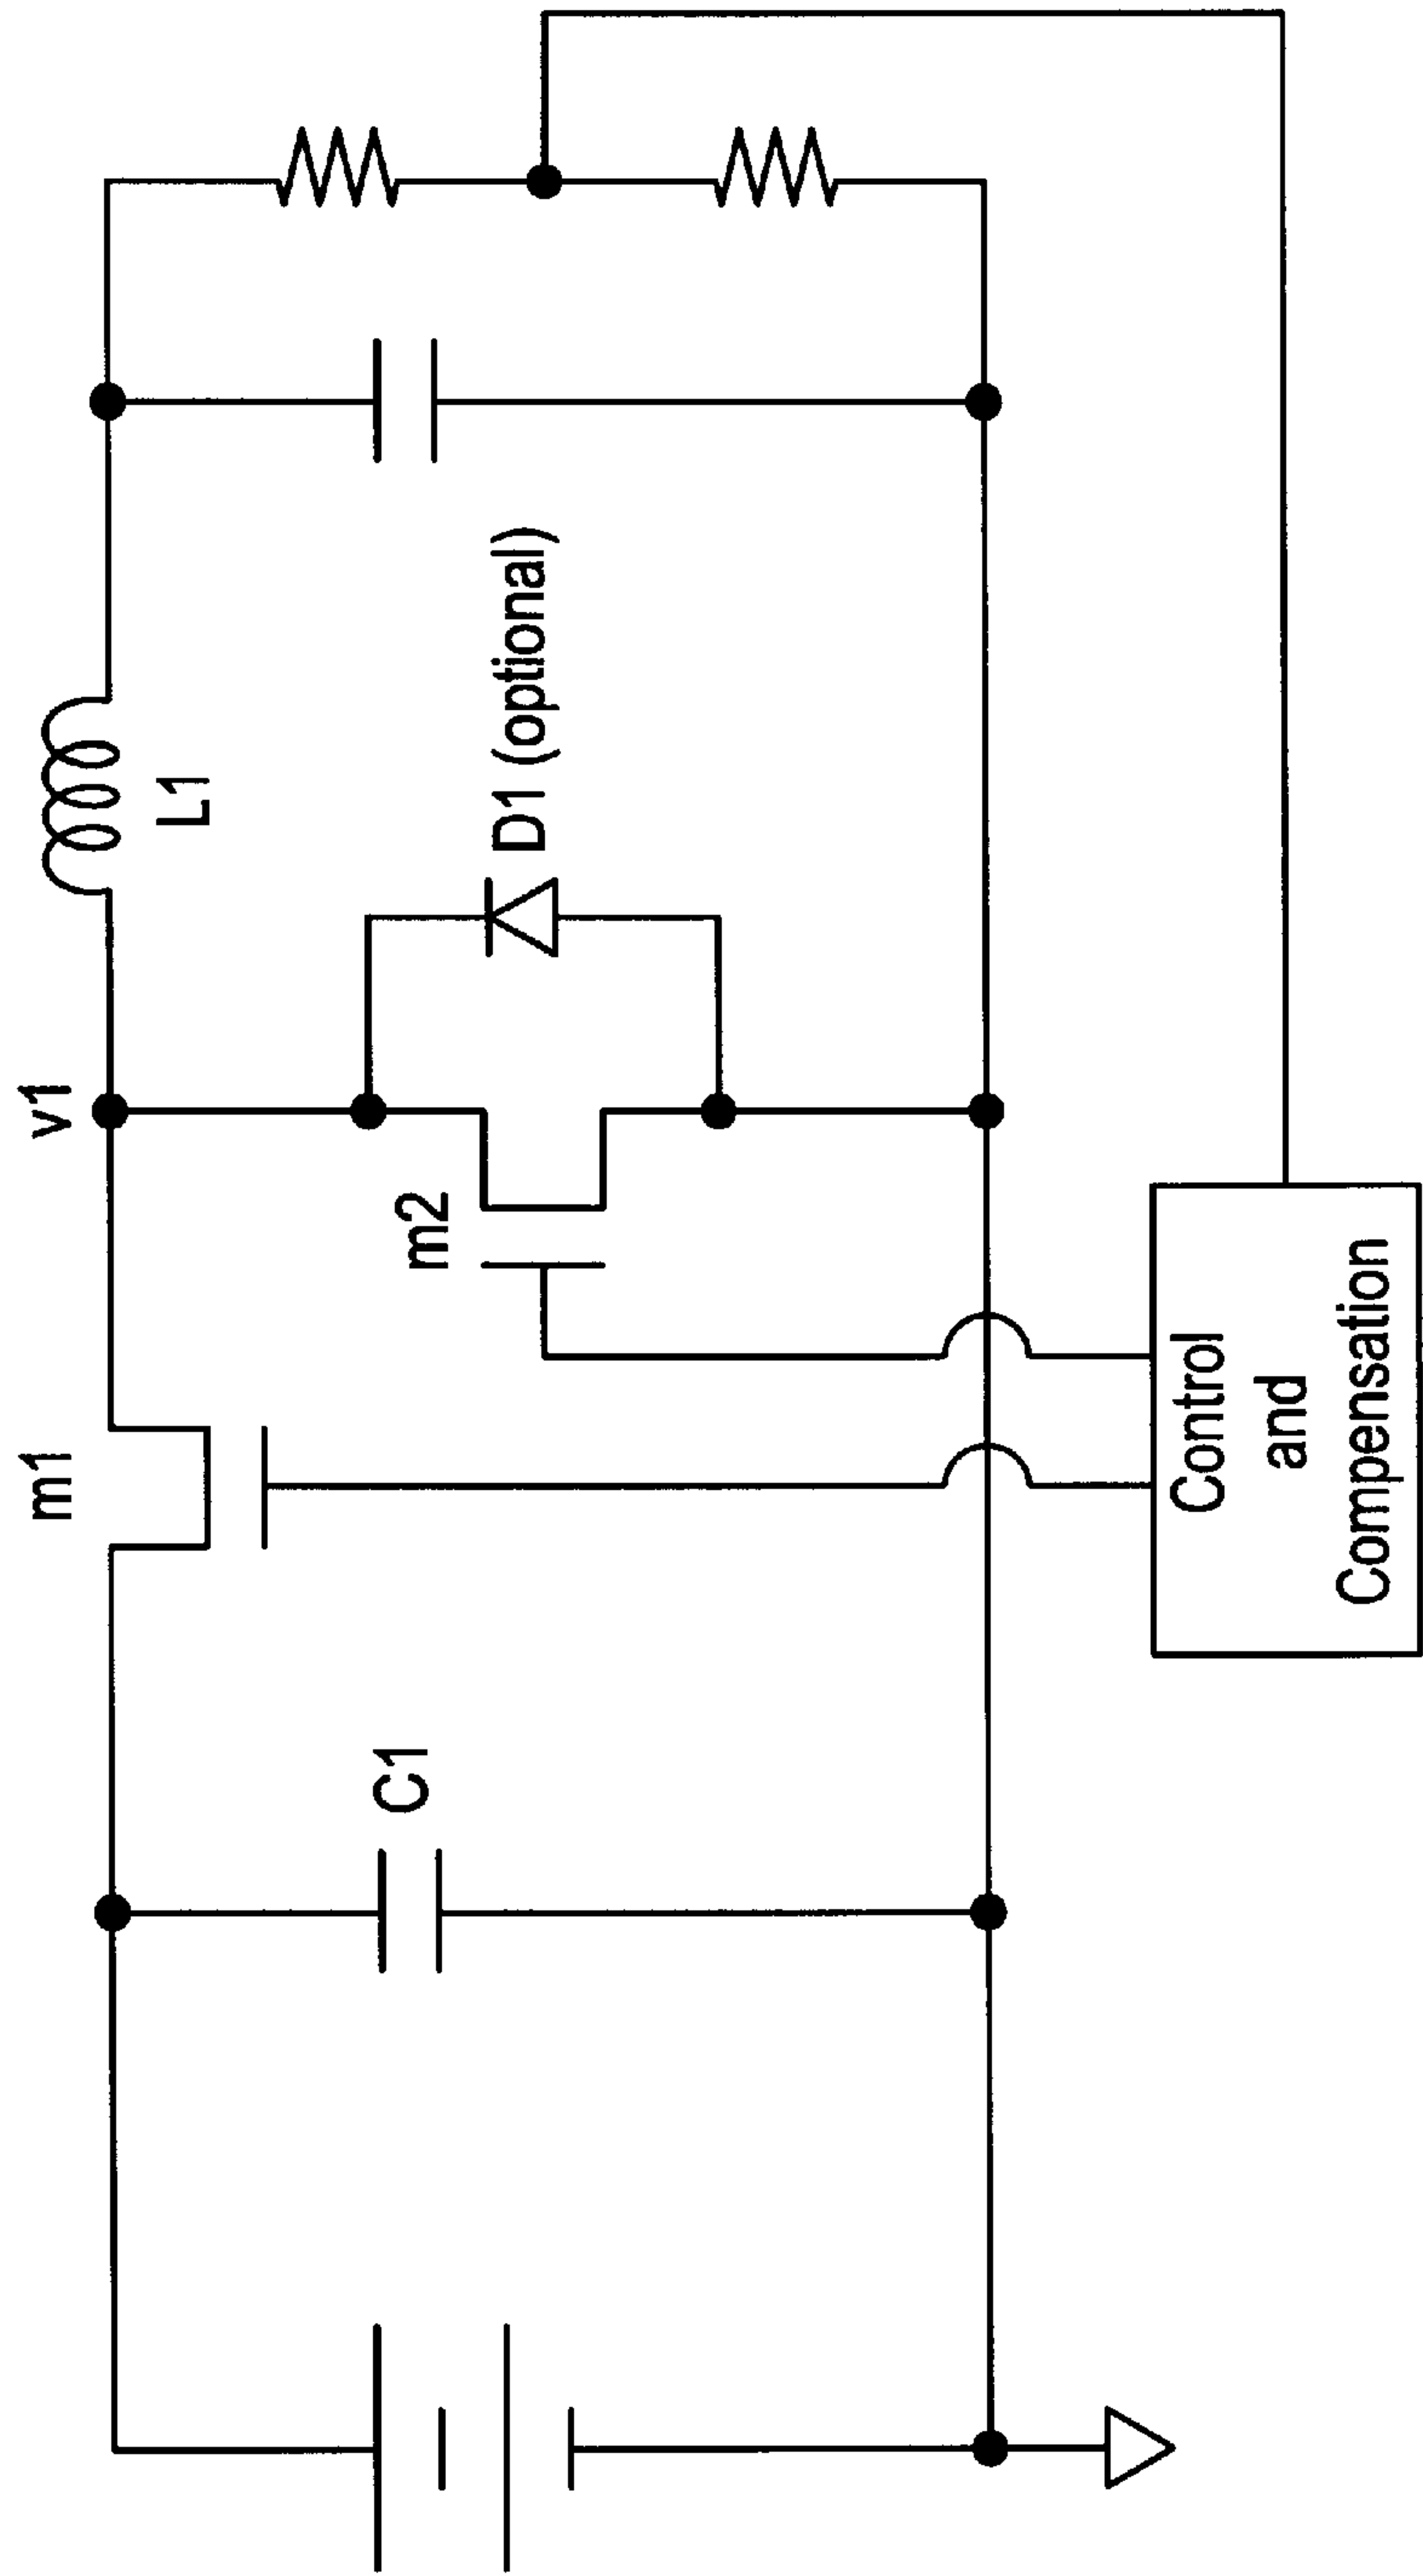 m1
v1
L1
C1
m2
D1 (optional)
Control
and
Compensation